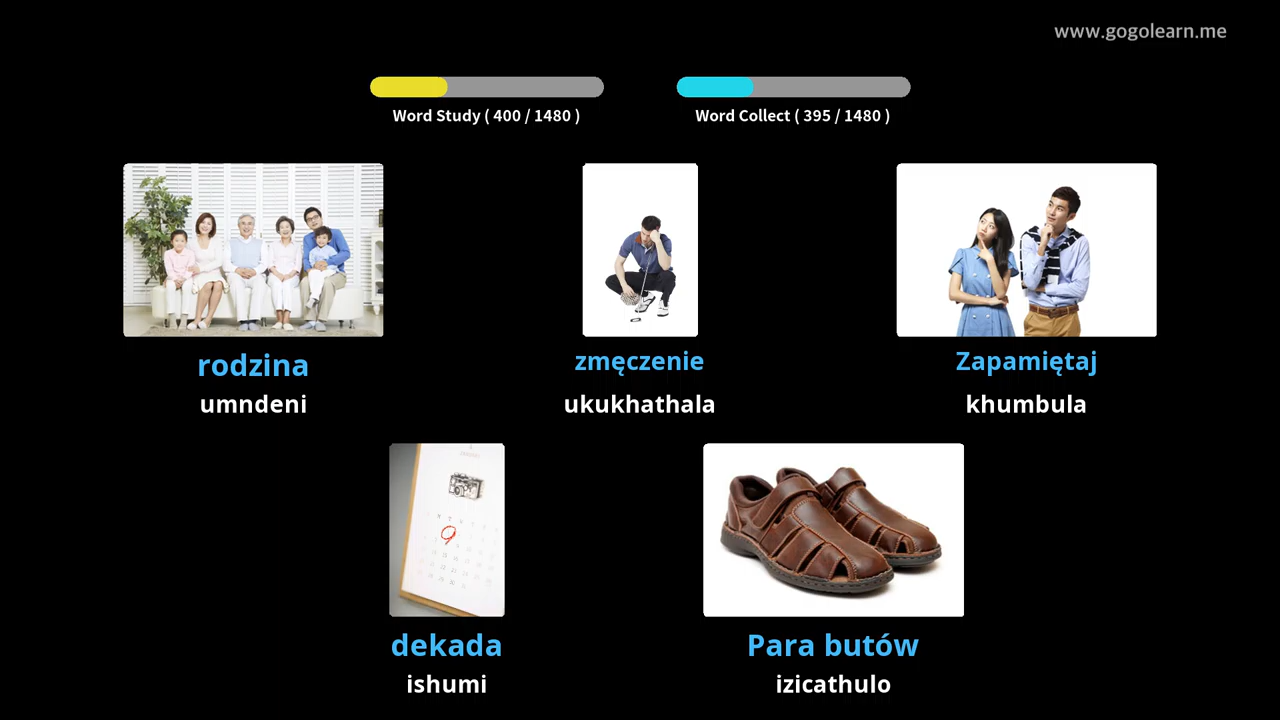 www.gogolearn.me
Word Study ( 400 / 1480 )
Word Collect ( 395 / 1480 )
rodzina
zmęczenie
Zapamiętaj
umndeni
ukukhathala
khumbula
dekada
Para butów
ishumi
izicathulo